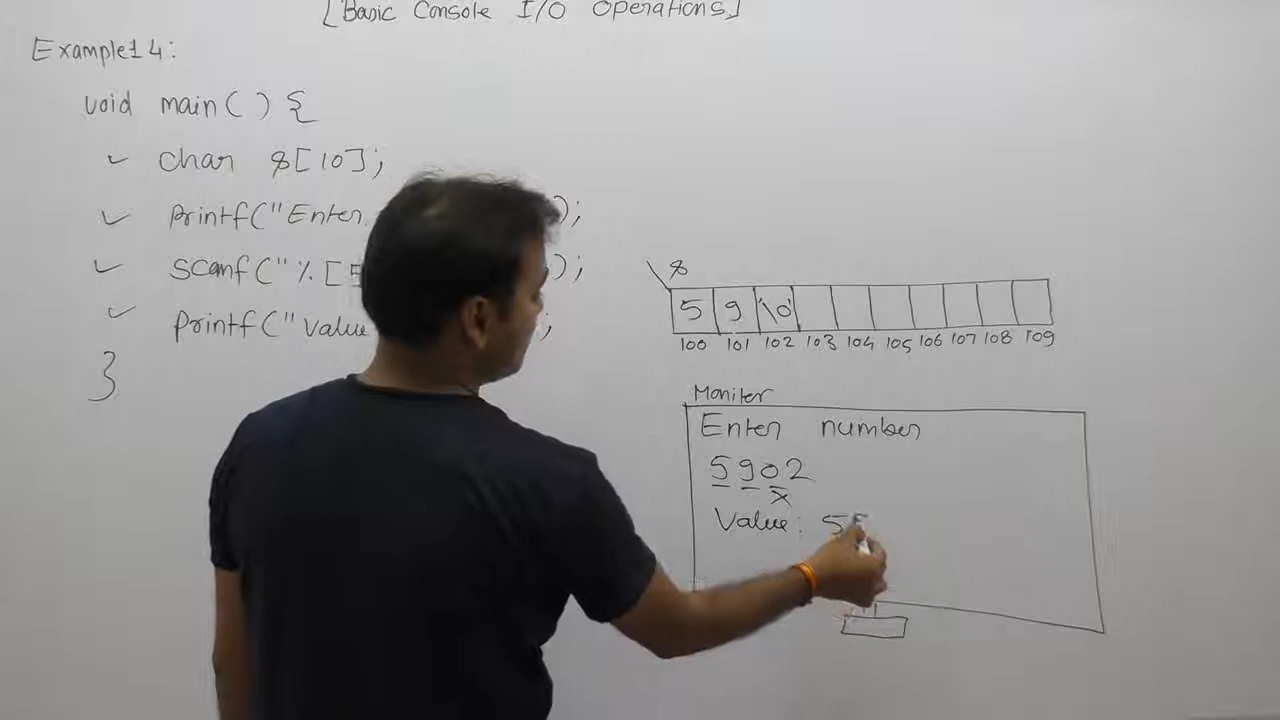 [Basic Console I/O Operations]
Example14:
void main() {
char s[10];
printf("Enter );
scanf("%[5 );
printf("Value ;
}
s
5 9 '\0'
100 101 102 103 104 105 106 107 108 109
Moniter
Enter number
5902
x
Value: 5